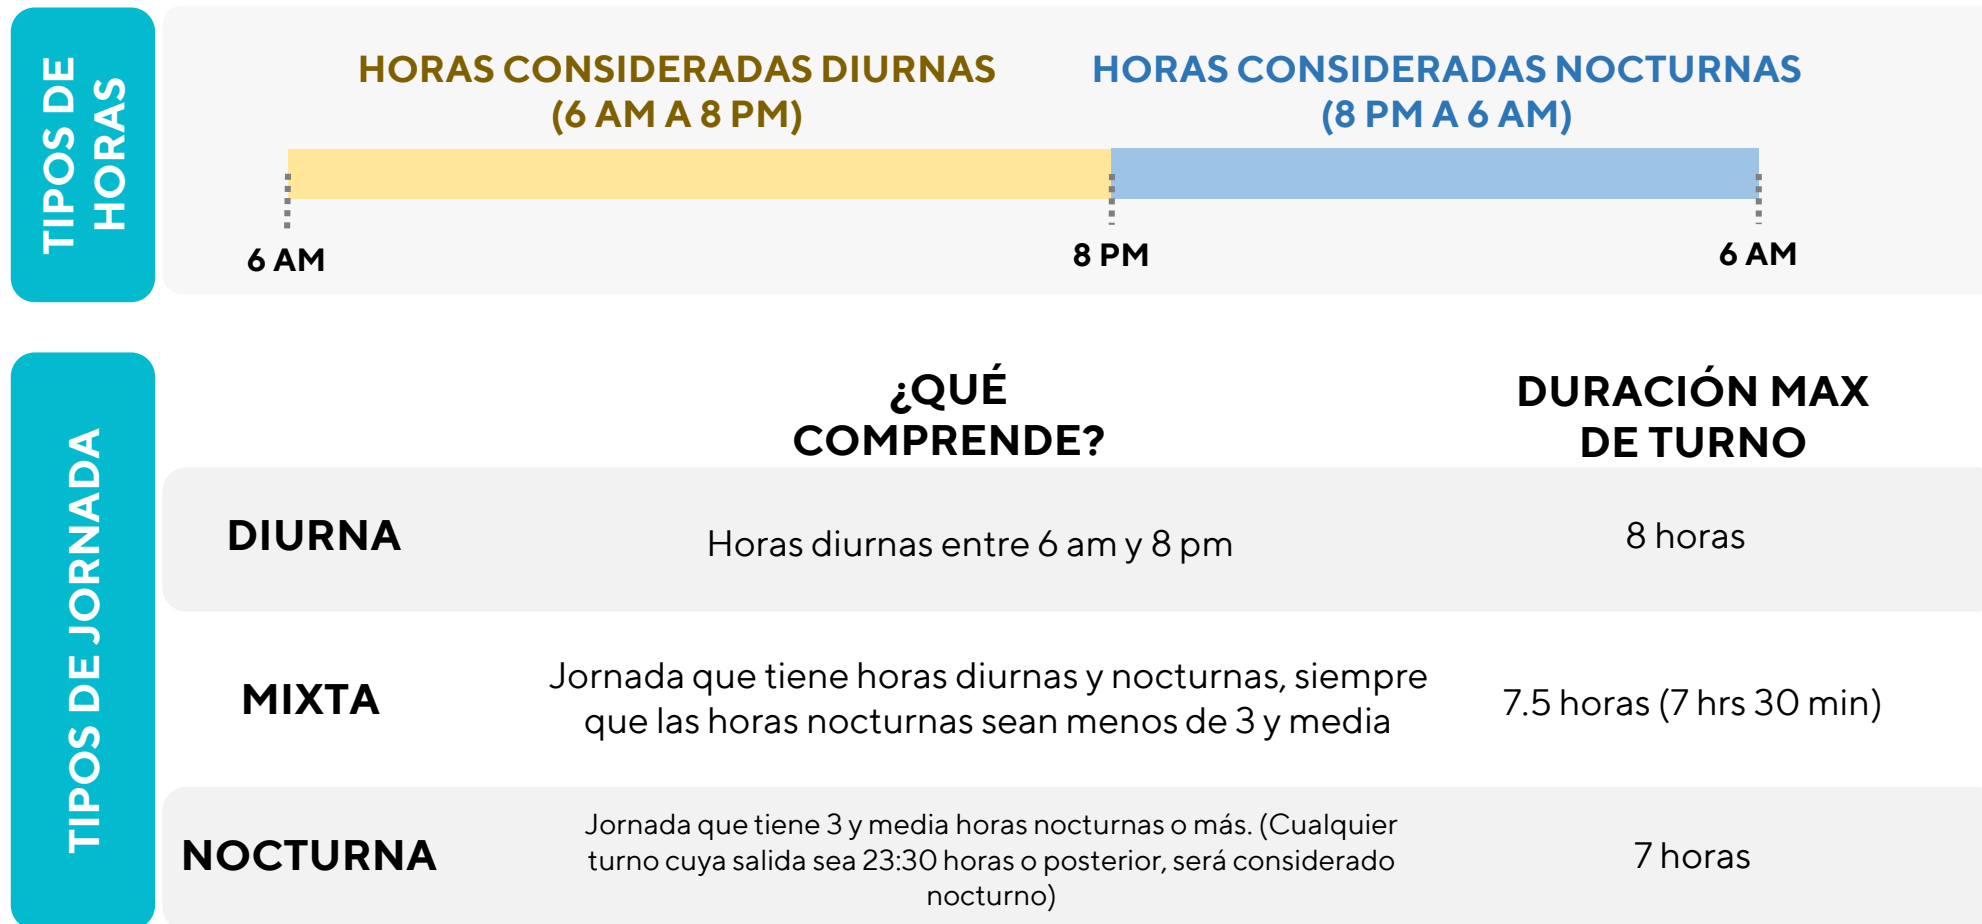 TIPOS DE
HORAS
HORAS CONSIDERADAS DIURNAS
(6 AM A 8 PM)
HORAS CONSIDERADAS NOCTURNAS
(8 PM A 6 AM)
6 AM
8 PM
6 AM
TIPOS DE JORNADA
¿QUÉ
COMPRENDE?
DURACIÓN MAX
DE TURNO
DIURNA
Horas diurnas entre 6 am y 8 pm
8 horas
MIXTA
Jornada que tiene horas diurnas y nocturnas, siempre
que las horas nocturnas sean menos de 3 y media
7.5 horas (7 hrs 30 min)
NOCTURNA
Jornada que tiene 3 y media horas nocturnas o más. (Cualquier
turno cuya salida sea 23:30 horas o posterior, será considerado
nocturno)
7 horas